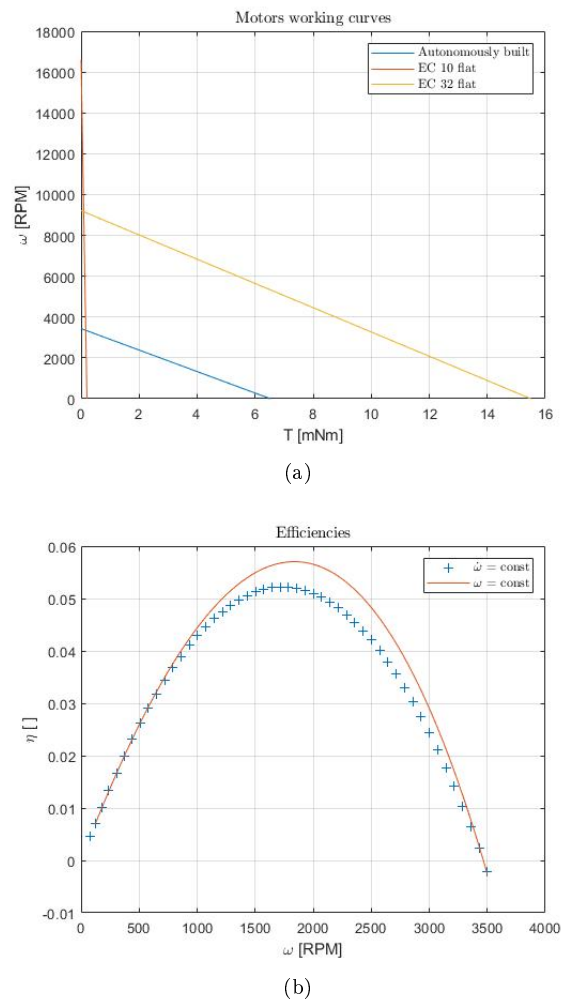 Motors working curves
18000
16000
14000
12000
10000
8000
6000
4000
2000
0
ω [RPM]
Autonomously built
EC 10 flat
EC 32 flat
0 2 4 6 8 10 12 14 16
T [mNm]
(a)
Efficiencies
0.06
0.05
0.04
0.03
0.02
0.01
0
-0.01
η [ ]
ω̇ = const
ω = const
0 500 1000 1500 2000 2500 3000 3500 4000
ω [RPM]
(b)